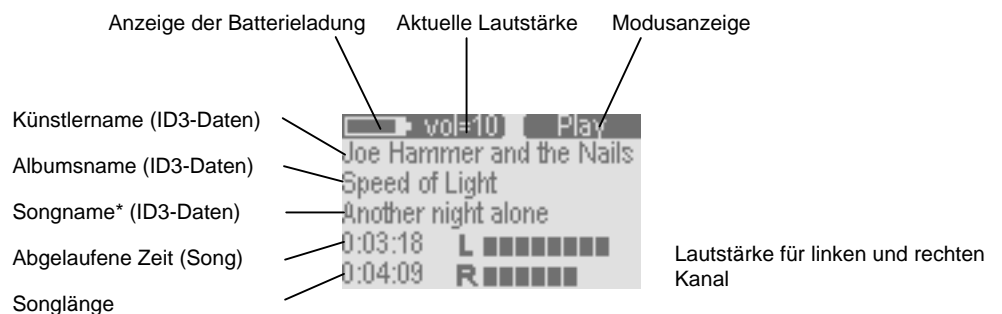 Anzeige der Batterieladung Aktuelle Lautstärke Modusanzeige
Künstlername (ID3-Daten)
Albumsname (ID3-Daten)
Songname* (ID3-Daten)
Abgelaufene Zeit (Song)
Songlänge
vol=10 Play
Joe Hammer and the Nails
Speed of Light
Another night alone
0:03:18 L
0:04:09 R
Lautstärke für linken und rechten
Kanal